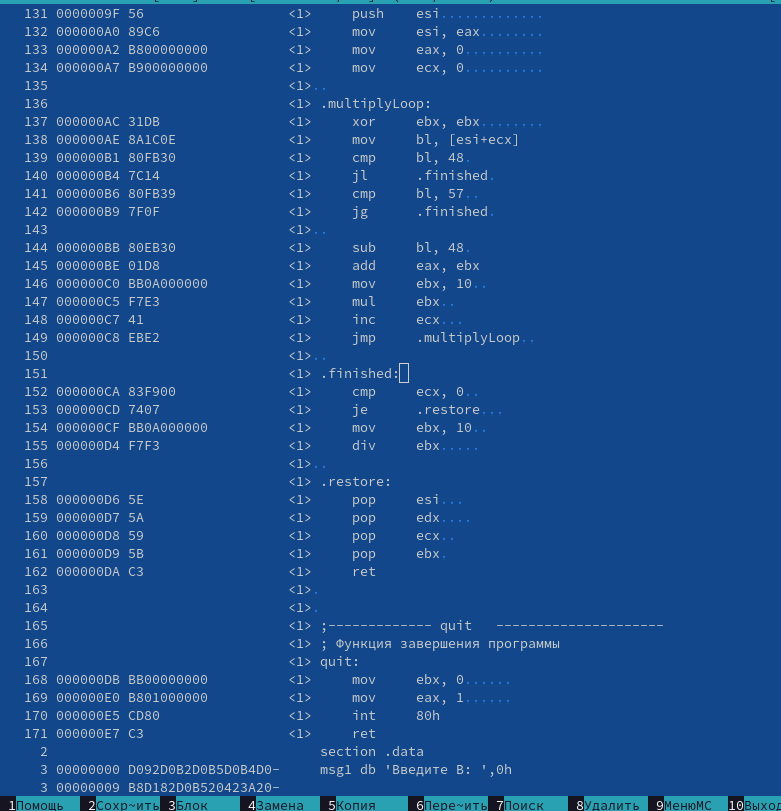 131 0000009F 56 <1> push esi.............
132 000000A0 89C6 <1> mov esi, eax........
133 000000A2 B800000000 <1> mov eax, 0..........
134 000000A7 B900000000 <1> mov ecx, 0..........
135 <1>..
136 <1> .multiplyLoop:
137 000000AC 31DB <1> xor ebx, ebx........
138 000000AE 8A1C0E <1> mov bl, [esi+ecx]
139 000000B1 80FB30 <1> cmp bl, 48.
140 000000B4 7C14 <1> jl .finished.
141 000000B6 80FB39 <1> cmp bl, 57..
142 000000B9 7F0F <1> jg .finished.
143 <1>..
144 000000BB 80EB30 <1> sub bl, 48.
145 000000BE 01D8 <1> add eax, ebx
146 000000C0 BB0A000000 <1> mov ebx, 10..
147 000000C5 F7E3 <1> mul ebx..
148 000000C7 41 <1> inc ecx...
149 000000C8 EBE2 <1> jmp .multiplyLoop..
150 <1>..
151 <1> .finished:
152 000000CA 83F900 <1> cmp ecx, 0..
153 000000CD 7407 <1> je .restore...
154 000000CF BB0A000000 <1> mov ebx, 10..
155 000000D4 F7F3 <1> div ebx.....
156 <1>..
157 <1> .restore:
158 000000D6 5E <1> pop esi...
159 000000D7 5A <1> pop edx....
160 000000D8 59 <1> pop ecx..
161 000000D9 5B <1> pop ebx.
162 000000DA C3 <1> ret
163 <1>.
164 <1>.
165 <1> ;------------- quit ---------------------
166 <1> ; Функция завершения программы
167 <1> quit:
168 000000DB BB00000000 <1> mov ebx, 0......
169 000000E0 B801000000 <1> mov eax, 1......
170 000000E5 CD80 <1> int 80h
171 000000E7 C3 <1> ret
2 section .data
3 00000000 D092D0B2D0B5D0B4D0- msg1 db 'Введите B: ',0h
3 00000009 B8D182D0B520423A20-
1Помощь 2Сохр~ить 3Блок 4Замена 5Копия 6Пере~ить 7Поиск 8Удалить 9МенюMC 10Выход